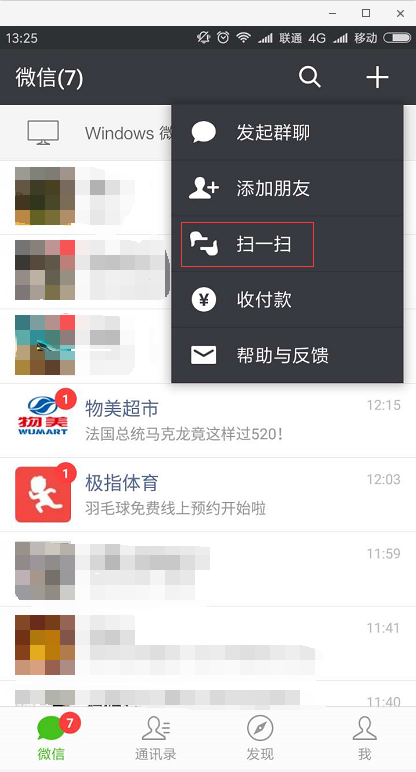 13:25 联通 4G 移动
微信(7)
Windows 微
发起群聊
添加朋友
扫一扫
¥ 收付款
帮助与反馈
物美 WUMART 1
物美超市 12:15
法国总统马克龙竟这样过520!
1
极指体育 12:03
羽毛球免费线上预约开始啦
11:59
11:41
11:40
7
微信 通讯录 发现 我